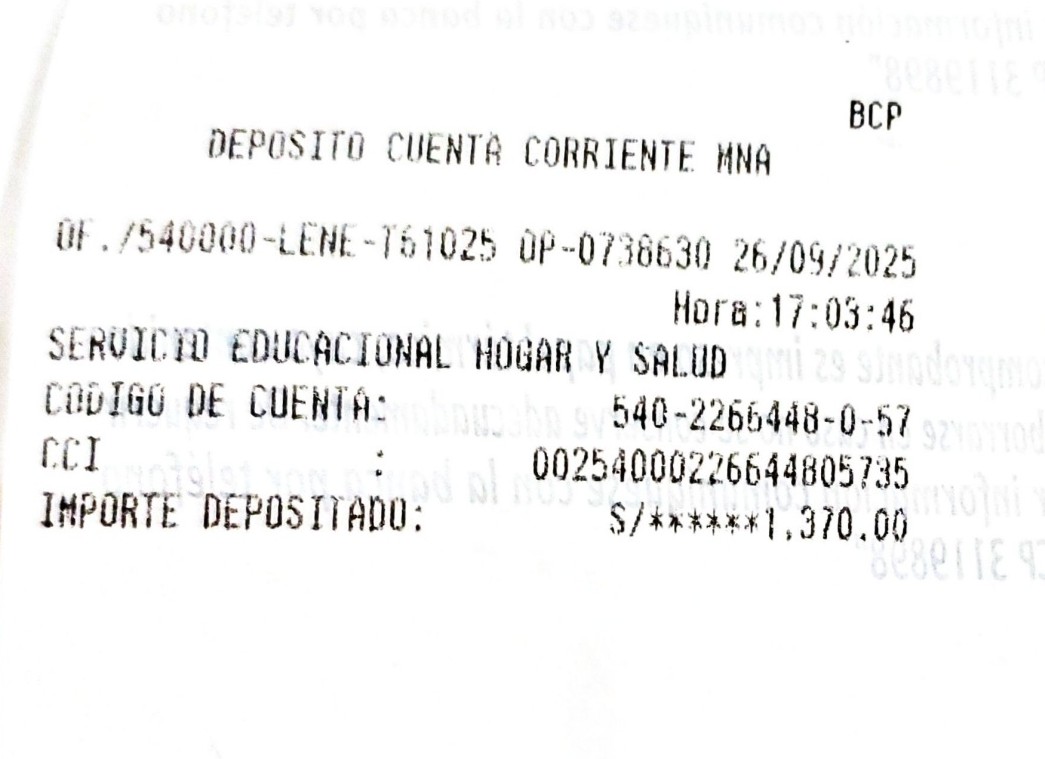 BCP
DEPOSITO CUENTA CORRIENTE MNA
OF./540000-LENE-T61025 OP-0738630 26/09/2025
Hora:17:03:46
SERVICIO EDUCACIONAL HOGAR Y SALUD
CODIGO DE CUENTA: 540-2266448-0-57
CCI : 00254000226644805735
IMPORTE DEPOSITADO: S/******1,370.00